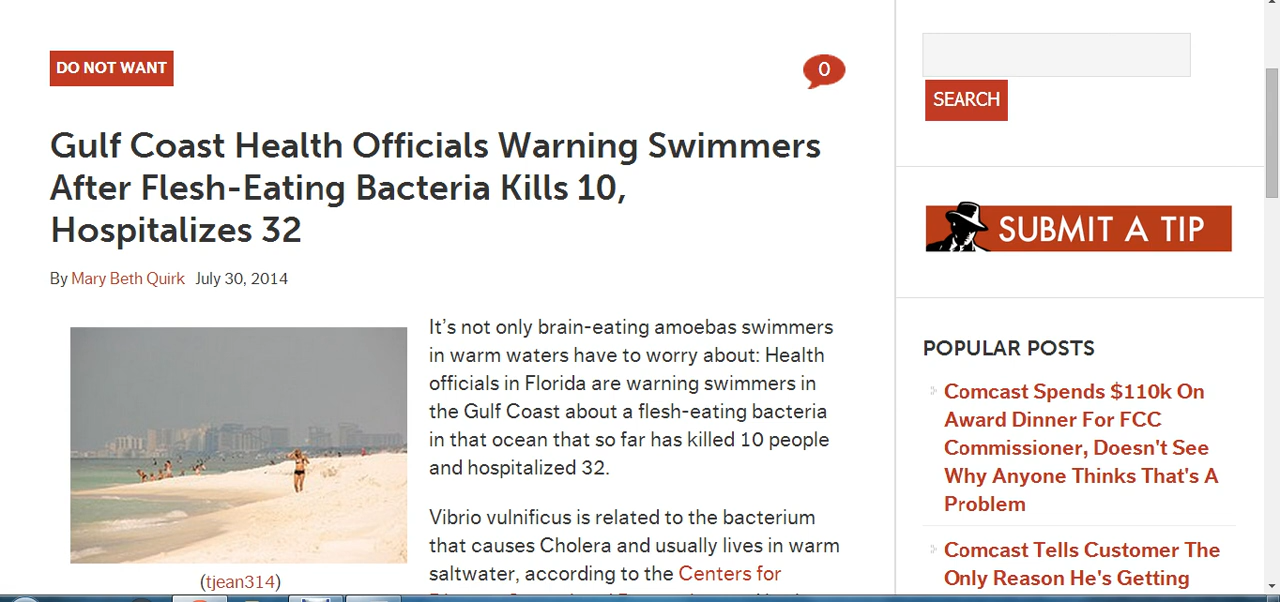 DO NOT WANT
0
Gulf Coast Health Officials Warning Swimmers
After Flesh-Eating Bacteria Kills 10,
Hospitalizes 32
By Mary Beth Quirk July 30, 2014
It's not only brain-eating amoebas swimmers
in warm waters have to worry about: Health
officials in Florida are warning swimmers in
the Gulf Coast about a flesh-eating bacteria
in that ocean that so far has killed 10 people
and hospitalized 32.
Vibrio vulnificus is related to the bacterium
that causes Cholera and usually lives in warm
saltwater, according to the Centers for
(tjean314)
SEARCH
SUBMIT A TIP
POPULAR POSTS
Comcast Spends $110k On
Award Dinner For FCC
Commissioner, Doesn't See
Why Anyone Thinks That's A
Problem
Comcast Tells Customer The
Only Reason He's Getting